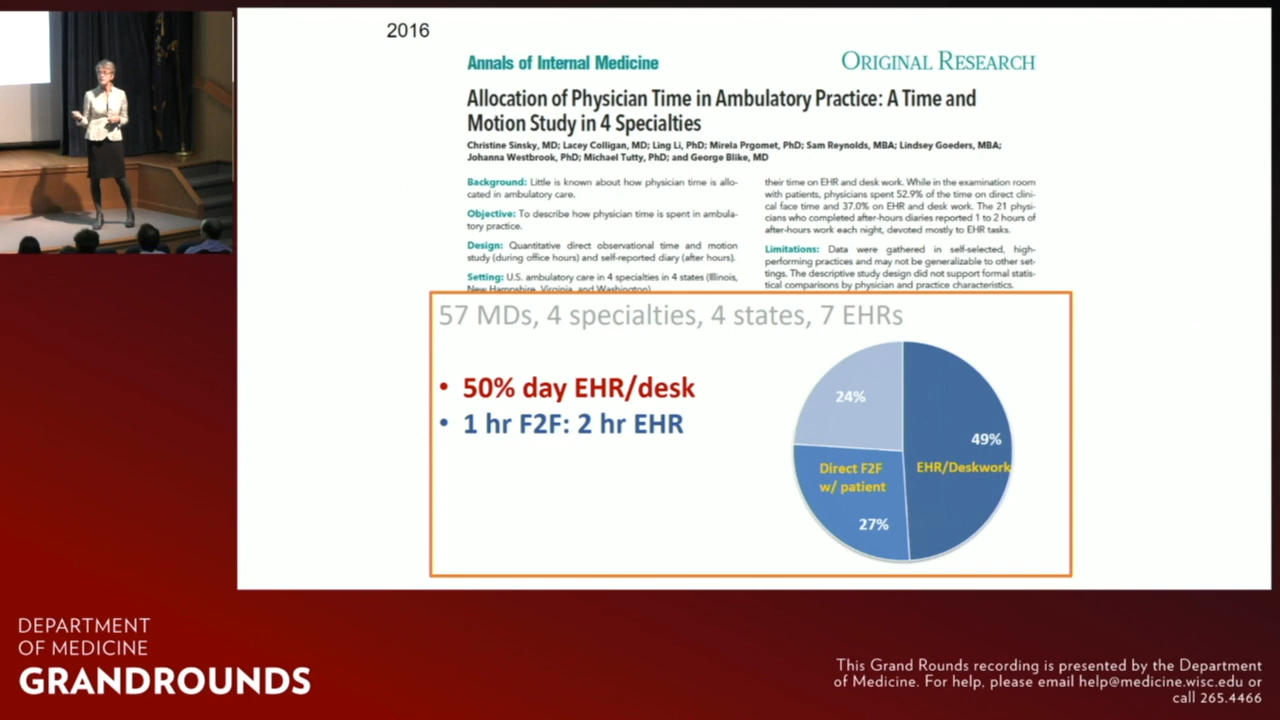 2016
Annals of Internal Medicine
ORIGINAL RESEARCH
Allocation of Physician Time in Ambulatory Practice: A Time and
Motion Study in 4 Specialties
Christine Sinsky, MD; Lacey Colligan, MD; Ling Li, PhD; Mirela Prgomet, PhD; Sam Reynolds, MBA; Lindsey Goeders, MBA;
Johanna Westbrook, PhD; Michael Tutty, PhD; and George Blike, MD
Background: Little is known about how physician time is allo-
cated in ambulatory care.
Objective: To describe how physician time is spent in ambula-
tory practice.
Design: Quantitative direct observational time and motion
study (during office hours) and self-reported diary (after hours).
Setting: U.S. ambulatory care in 4 specialties in 4 states (Illinois,
New Hampshire, Virginia, and Washington)
their time on EHR and desk work. While in the examination room
with patients, physicians spent 52.9% of the time on direct clini-
cal face time and 37.0% on EHR and desk work. The 21 physi-
cians who completed after-hours diaries reported 1 to 2 hours of
after-hours work each night, devoted mostly to EHR tasks.
Limitations: Data were gathered in self-selected, high-
performing practices and may not be generalizable to other set-
tings. The descriptive study design did not support formal statis-
tical comparisons by physician and practice characteristics.
57 MDs, 4 specialties, 4 states, 7 EHRs
• 50% day EHR/desk
• 1 hr F2F: 2 hr EHR
24%
49%
EHR/Deskwork
Direct F2F
w/ patient
27%
DEPARTMENT
OF MEDICINE
GRANDROUNDS
This Grand Rounds recording is presented by the Department
of Medicine. For help, please email help@medicine.wisc.edu or
call 265.4466